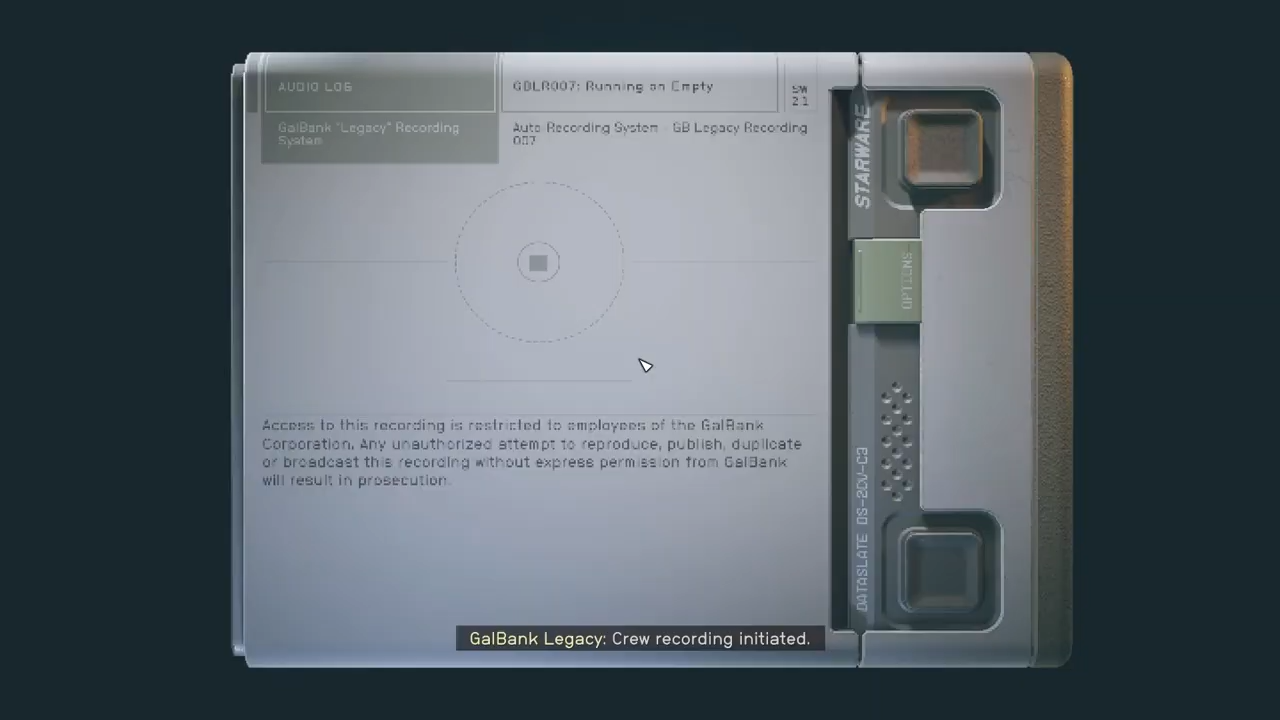 AUDIO LOG
GBLR007: Running on Empty
SW
21
GalBank "Legacy" Recording
System
Auto-Recording System - GB Legacy Recording
007
STARWARE
OPTIONS
Access to this recording is restricted to employees of the GalBank
Corporation. Any unauthorized attempt to reproduce, publish, duplicate
or broadcast this recording without express permission from GalBank
will result in prosecution.
DATASLATE DS-2DV-C3
GalBank Legacy: Crew recording initiated.